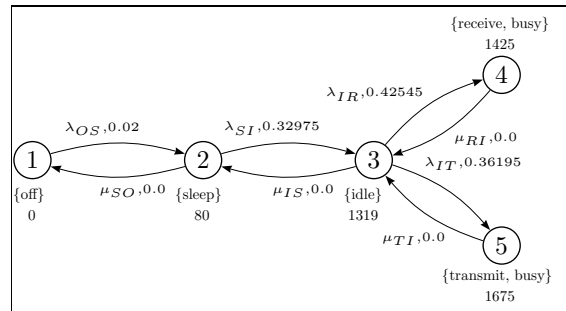 {receive, busy}
1425
4
λ_IR,0.42545
λ_OS,0.02
λ_SI,0.32975
μ_RI,0.0
1
2
3
λ_IT,0.36195
{off}
μ_SO,0.0
{sleep}
μ_IS,0.0
{idle}
0
80
1319
μ_TI,0.0
5
{transmit, busy}
1675